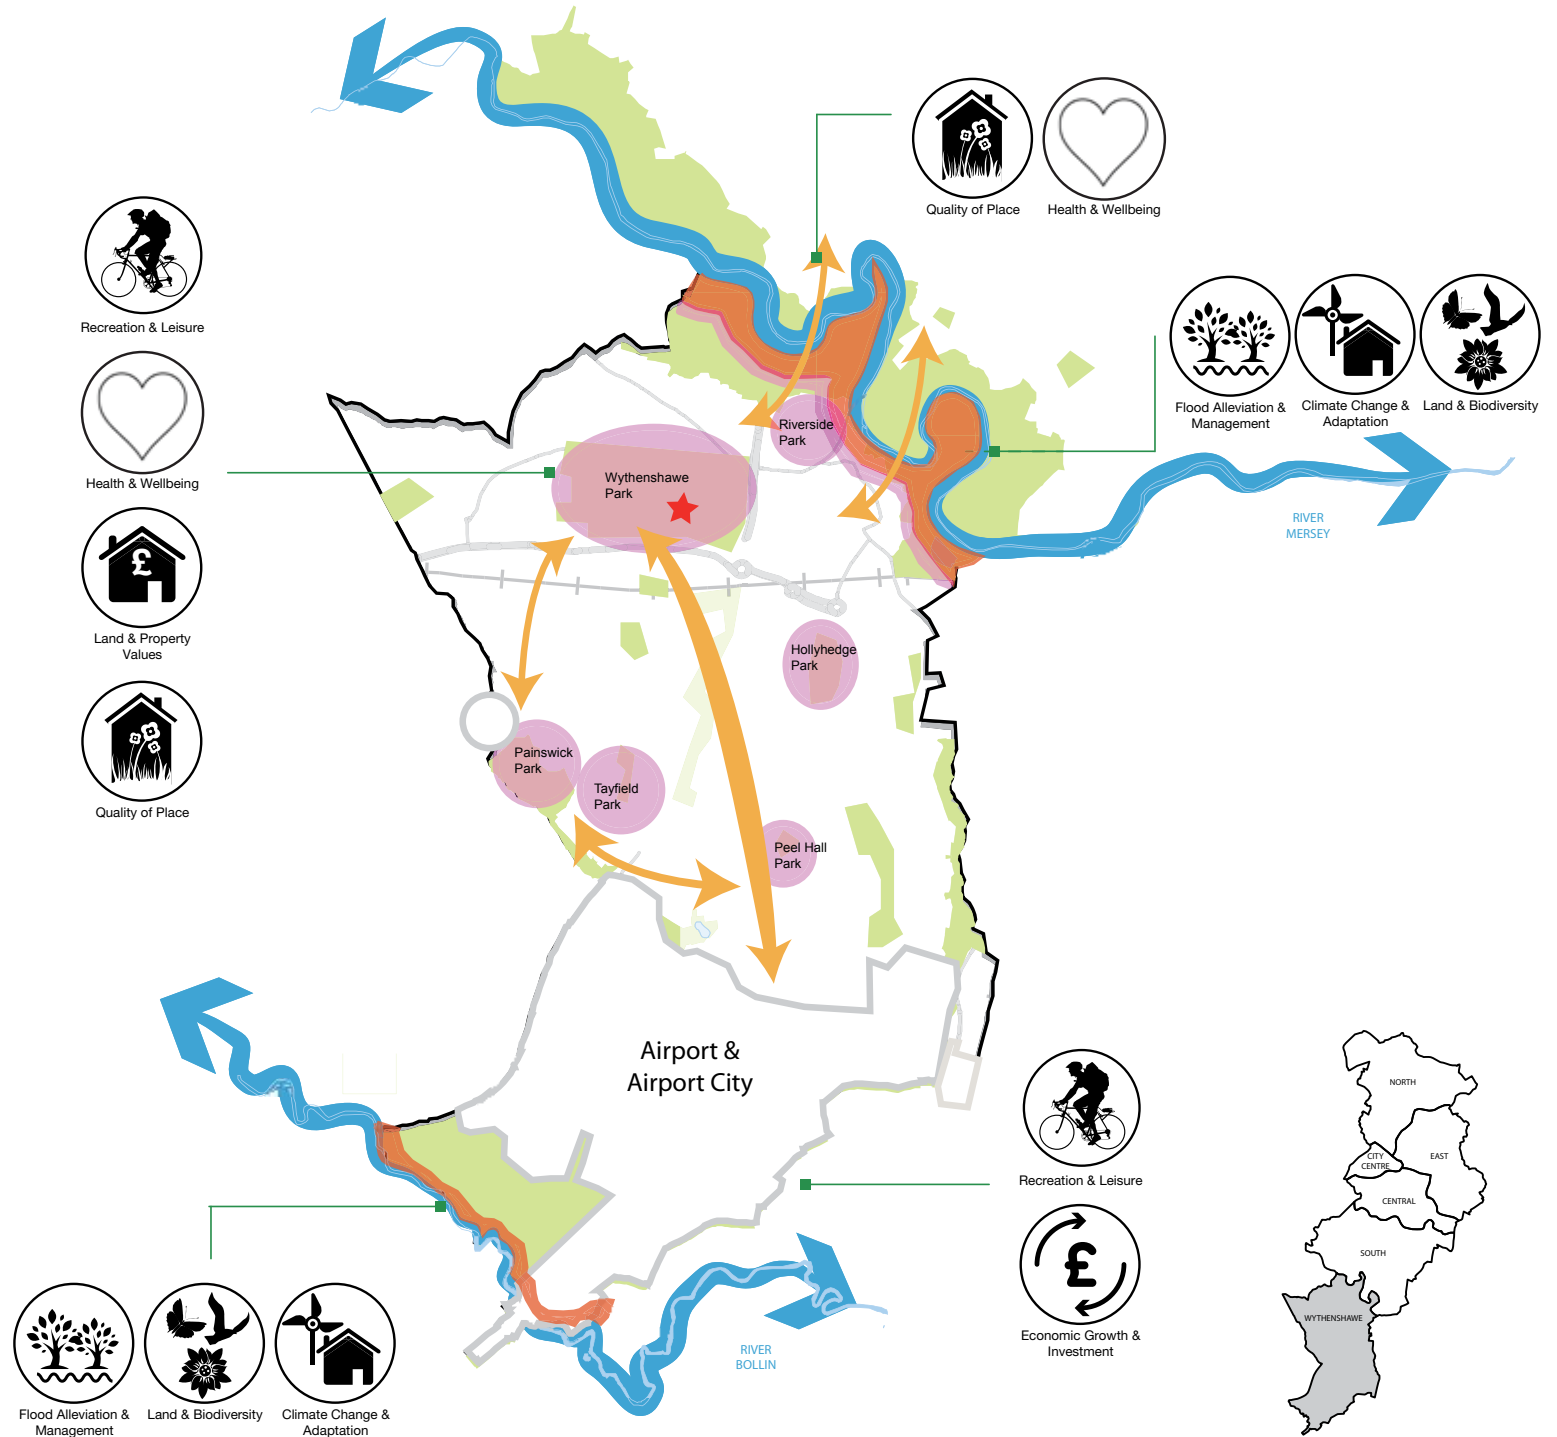 Quality of Place
Health & Wellbeing
Recreation & Leisure
Health & Wellbeing
Land & Property
Values
Quality of Place
Flood Alleviation &
Management
Climate Change &
Adaptation
Land & Biodiversity
Riverside
Park
Wythenshawe
Park
RIVER
MERSEY
Hollyhedge
Park
Painswick
Park
Tayfield
Park
Peel Hall
Park
Airport &
Airport City
Recreation & Leisure
£
Economic Growth &
Investment
RIVER
BOLLIN
Flood Alleviation &
Management
Land & Biodiversity
Climate Change &
Adaptation
NORTH
CITY
CENTRE
EAST
CENTRAL
SOUTH
WYTHENSHAWE
£